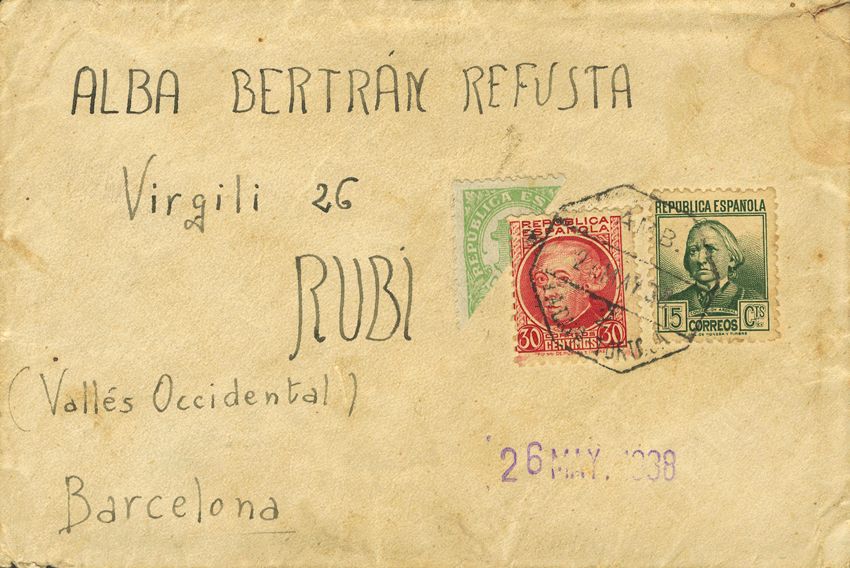 ALBA BERTRÁN REFUSTA
Virgili 26
RUBÍ
(Vallés Occidental)
Barcelona
REPUBLICA ES
REPUBLICA
ESPAÑOLA
30 CENTIMOS 30
AMB.
REPUBLICA ESPAÑOLA
15 CTS
CORREOS
26 MAY. 1938